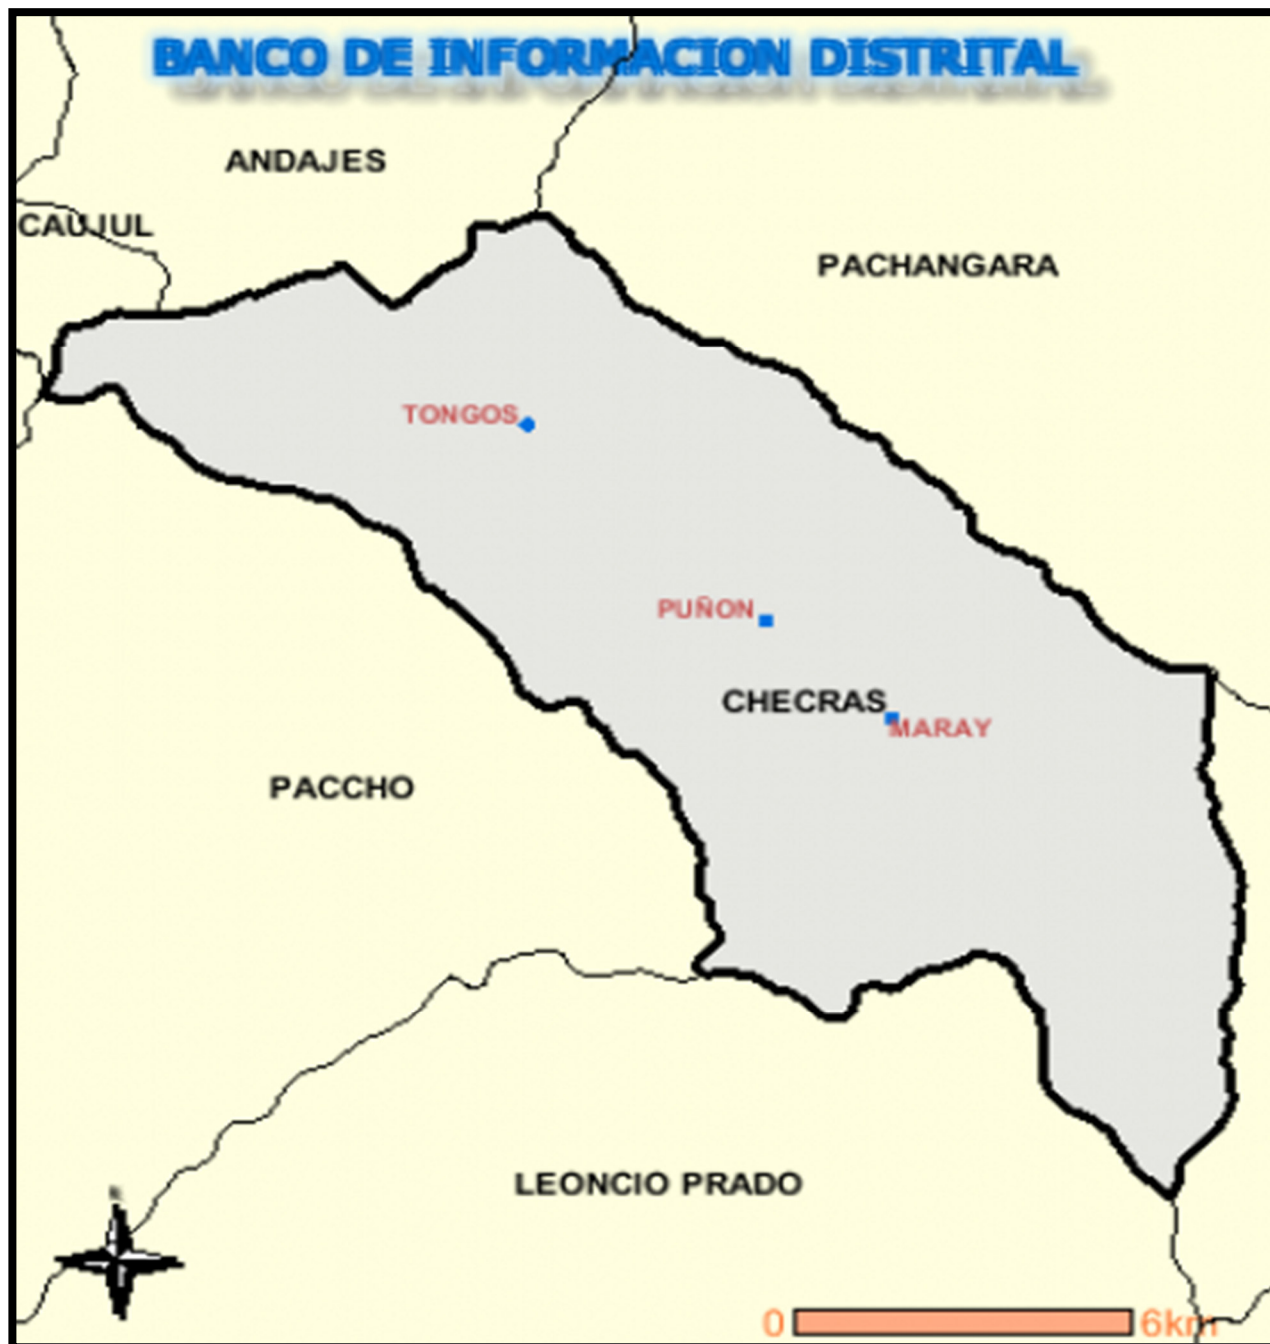 BANCO DE INFORMACION DISTRITAL
ANDAJES
CAUJUL
PACHANGARA
TONGOS
PUÑON
CHECRAS
MARAY
PACCHO
LEONCIO PRADO
0 6km